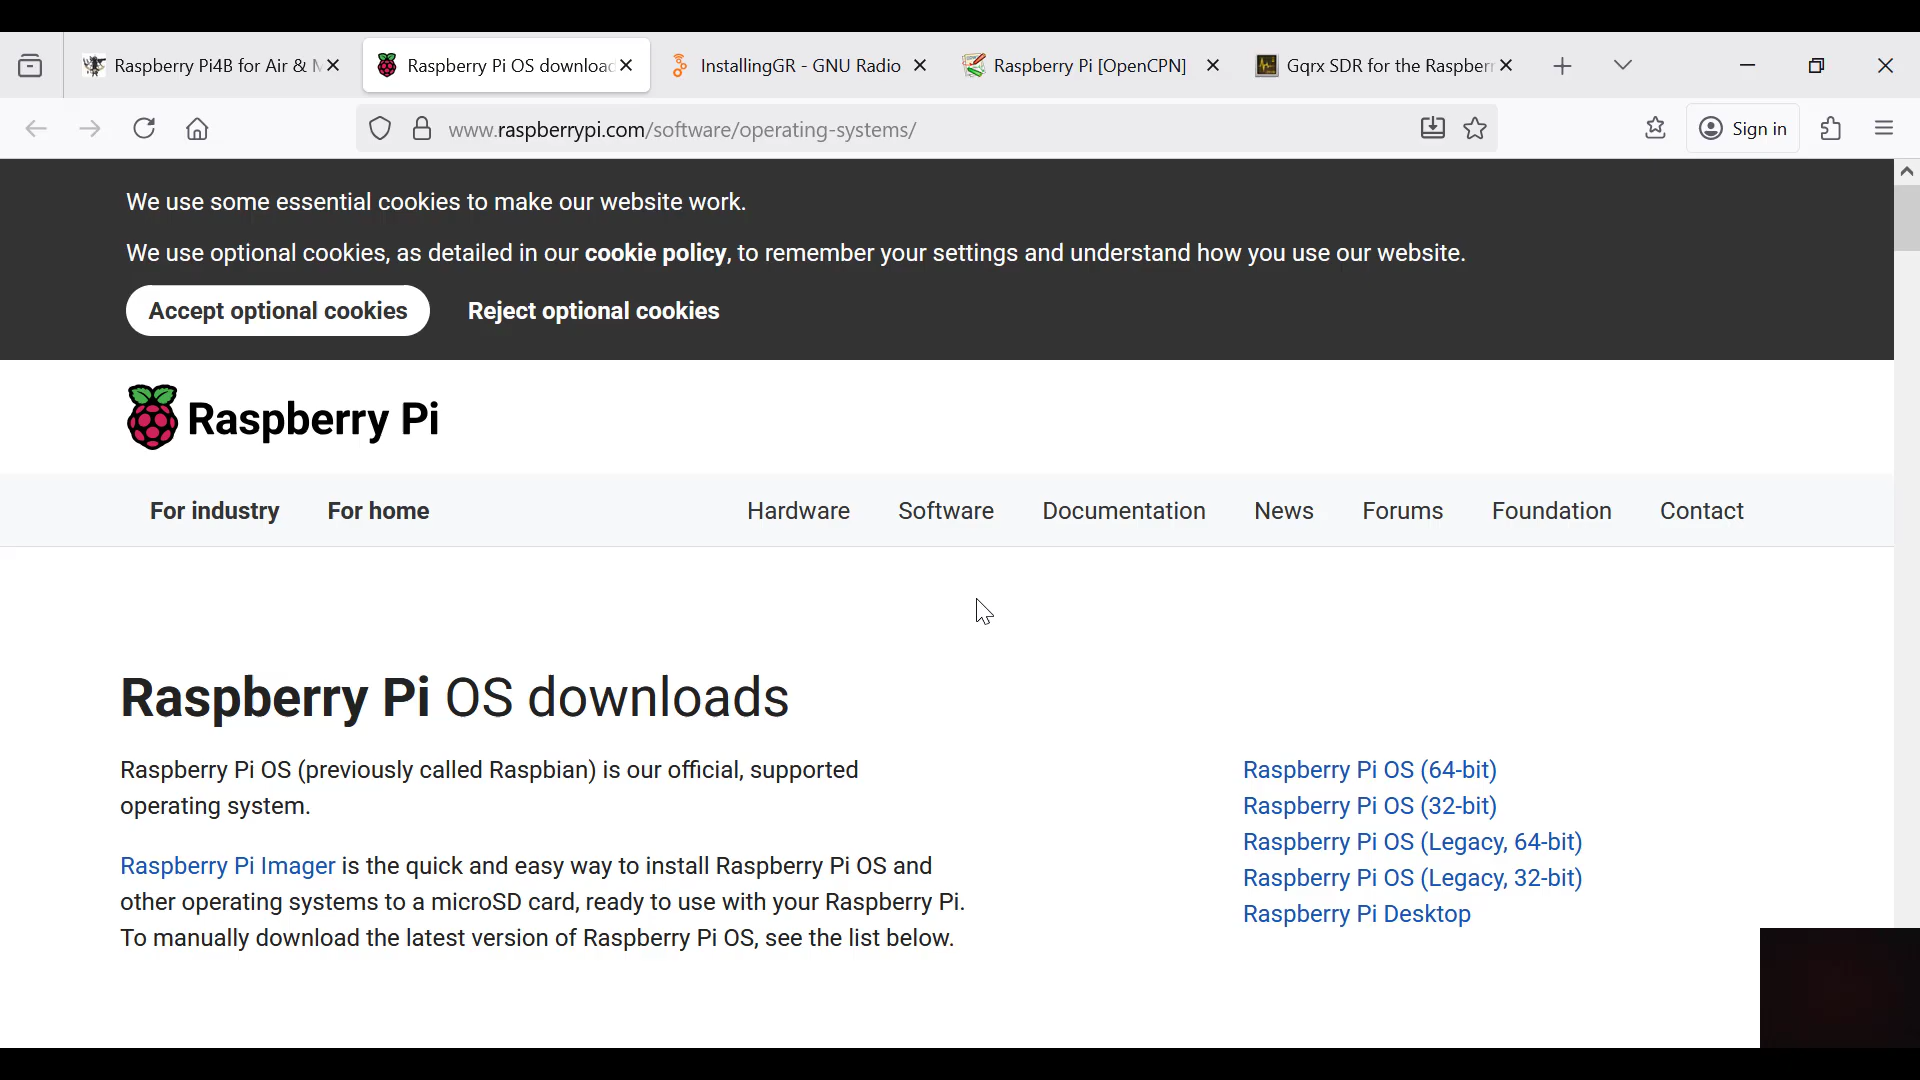 Raspberry Pi4B for Air & M
Raspberry Pi OS download
InstallingGR - GNU Radio
Raspberry Pi [OpenCPN]
Gqrx SDR for the Raspberr
www.raspberrypi.com/software/operating-systems/
Sign in
We use some essential cookies to make our website work.
We use optional cookies, as detailed in our cookie policy, to remember your settings and understand how you use our website.
Accept optional cookies
Reject optional cookies
Raspberry Pi
For industry
For home
Hardware
Software
Documentation
News
Forums
Foundation
Contact
Raspberry Pi OS downloads
Raspberry Pi OS (previously called Raspbian) is our official, supported
operating system.
Raspberry Pi Imager is the quick and easy way to install Raspberry Pi OS and
other operating systems to a microSD card, ready to use with your Raspberry Pi.
To manually download the latest version of Raspberry Pi OS, see the list below.
Raspberry Pi OS (64-bit)
Raspberry Pi OS (32-bit)
Raspberry Pi OS (Legacy, 64-bit)
Raspberry Pi OS (Legacy, 32-bit)
Raspberry Pi Desktop